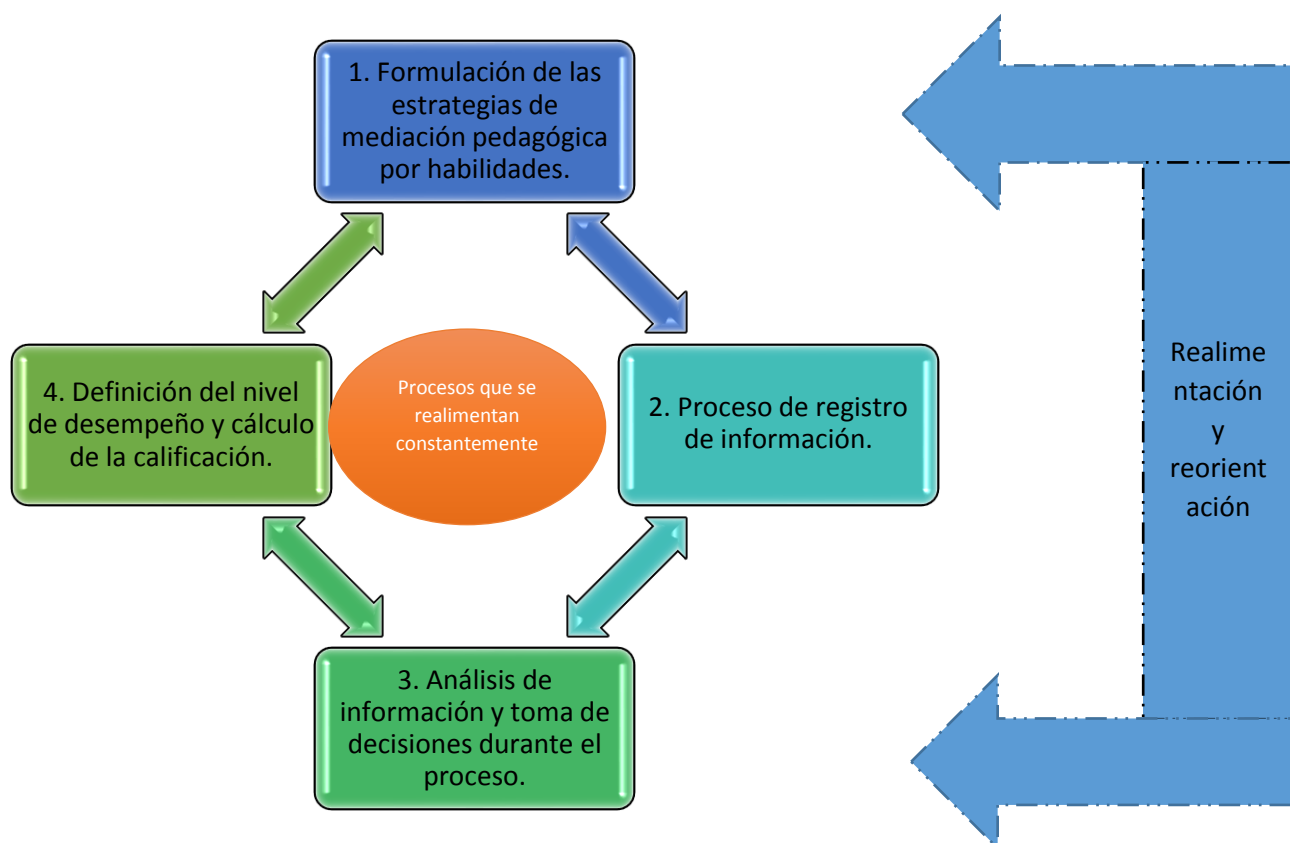 1. Formulación de las
estrategias de
mediación pedagógica
por habilidades.
4. Definición del nivel
de desempeño y cálculo
de la calificación.
Procesos que se
realimentan
constantemente
2. Proceso de registro
de información.
3. Análisis de
información y toma de
decisiones durante el
proceso.
Realime
ntación
y
reorient
ación